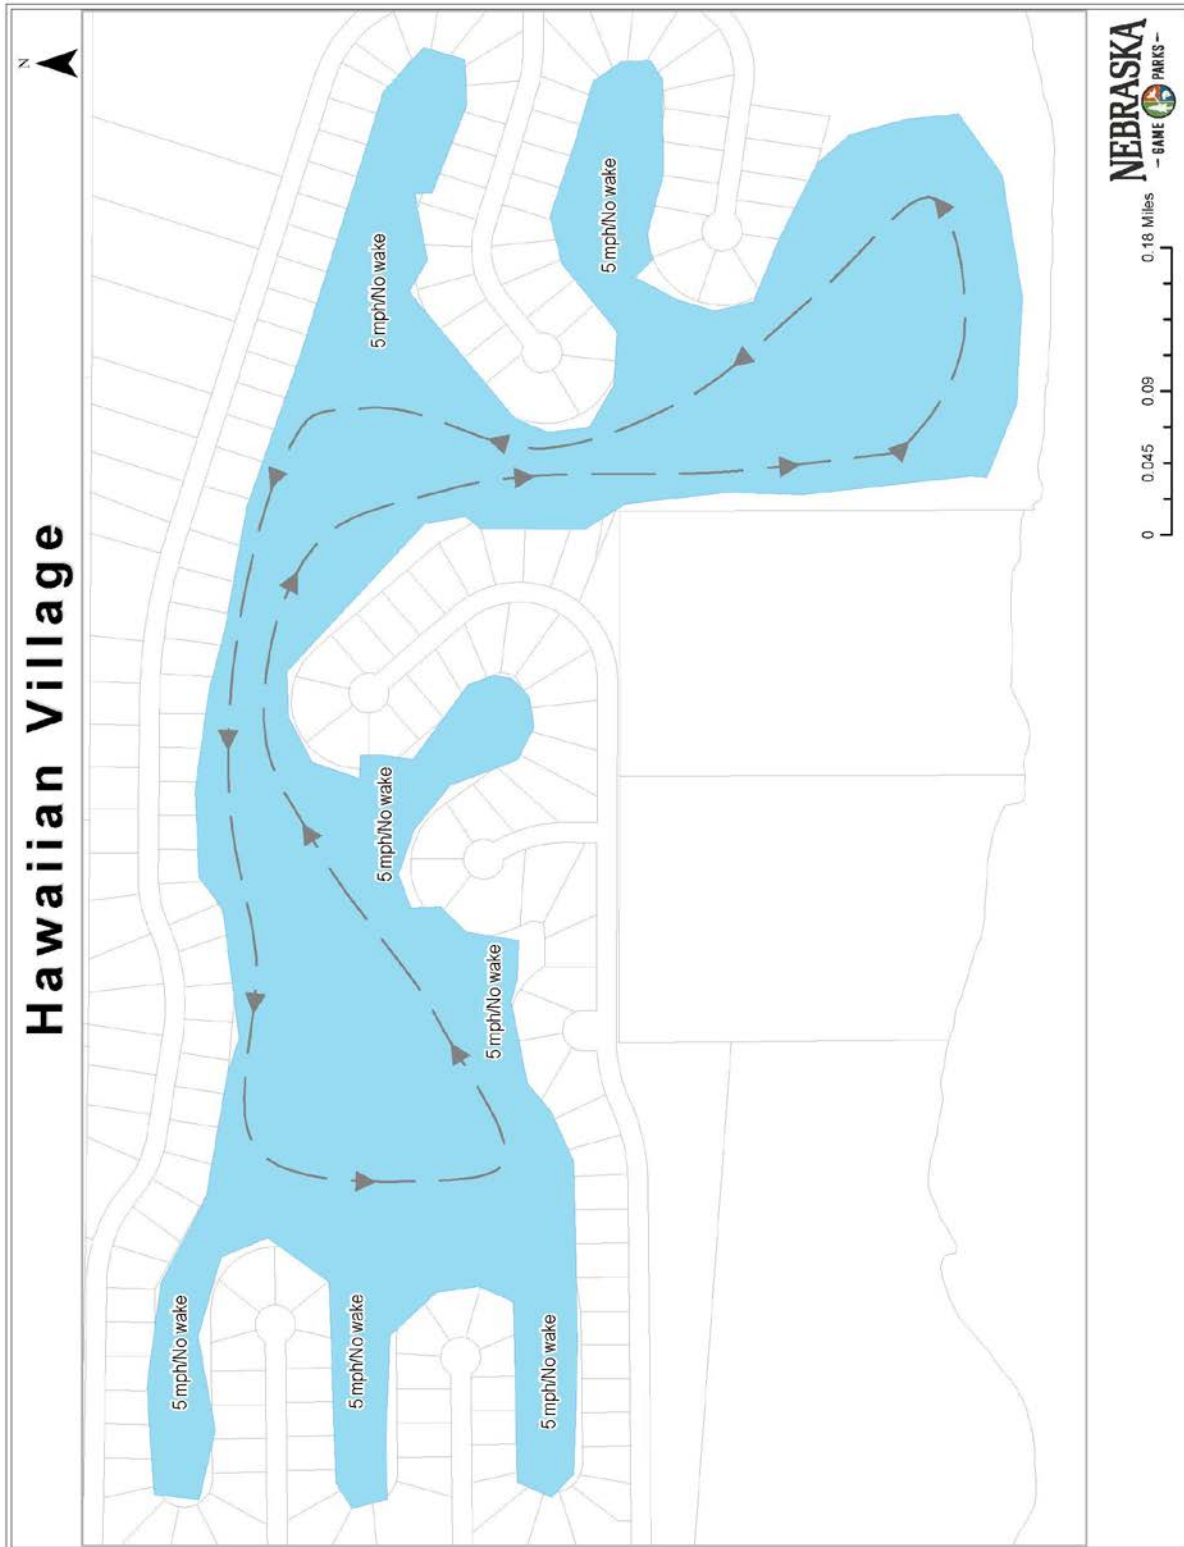 Hawaiian Village
N
5 mph/No wake
5 mph/No wake
5 mph/No wake
5 mph/No wake
5 mph/No wake
5 mph/No wake
5 mph/No wake
0 0.045 0.09 0.18 Miles
NEBRASKA
– GAME PARKS –